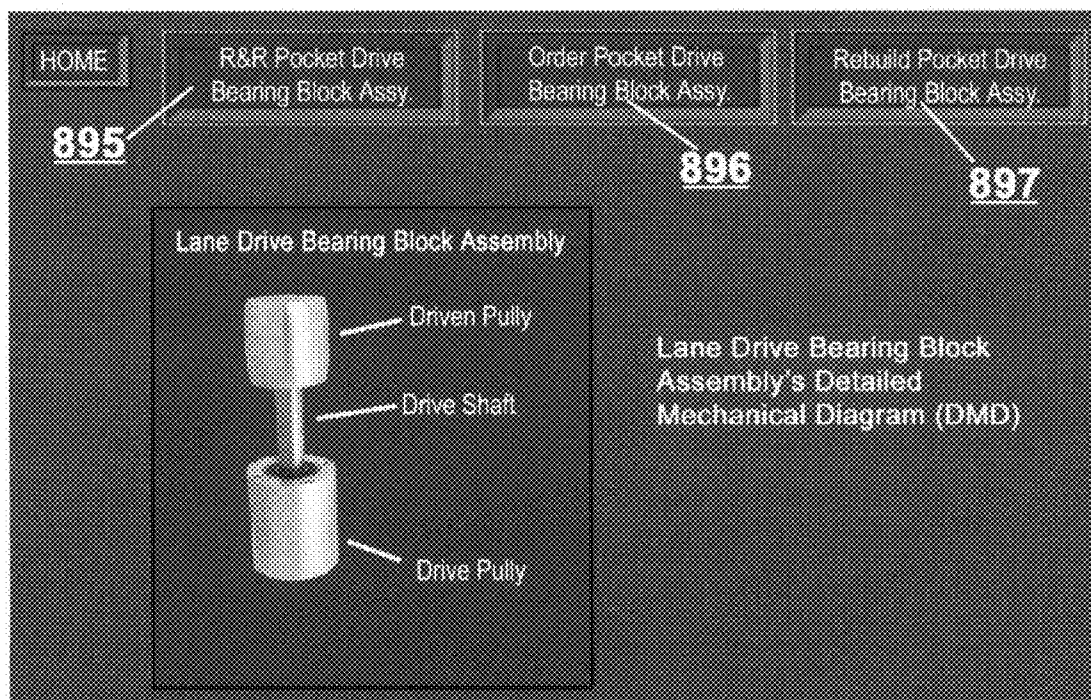 HOME
R&R Pocket Drive
Bearing Block Assy.
Order Pocket Drive
Bearing Block Assy.
Rebuild Pocket Drive
Bearing Block Assy.
895
896
897
Lane Drive Bearing Block Assembly
Driven Pully
Drive Shaft
Drive Pully
Lane Drive Bearing Block
Assembly's Detailed
Mechanical Diagram (DMD)